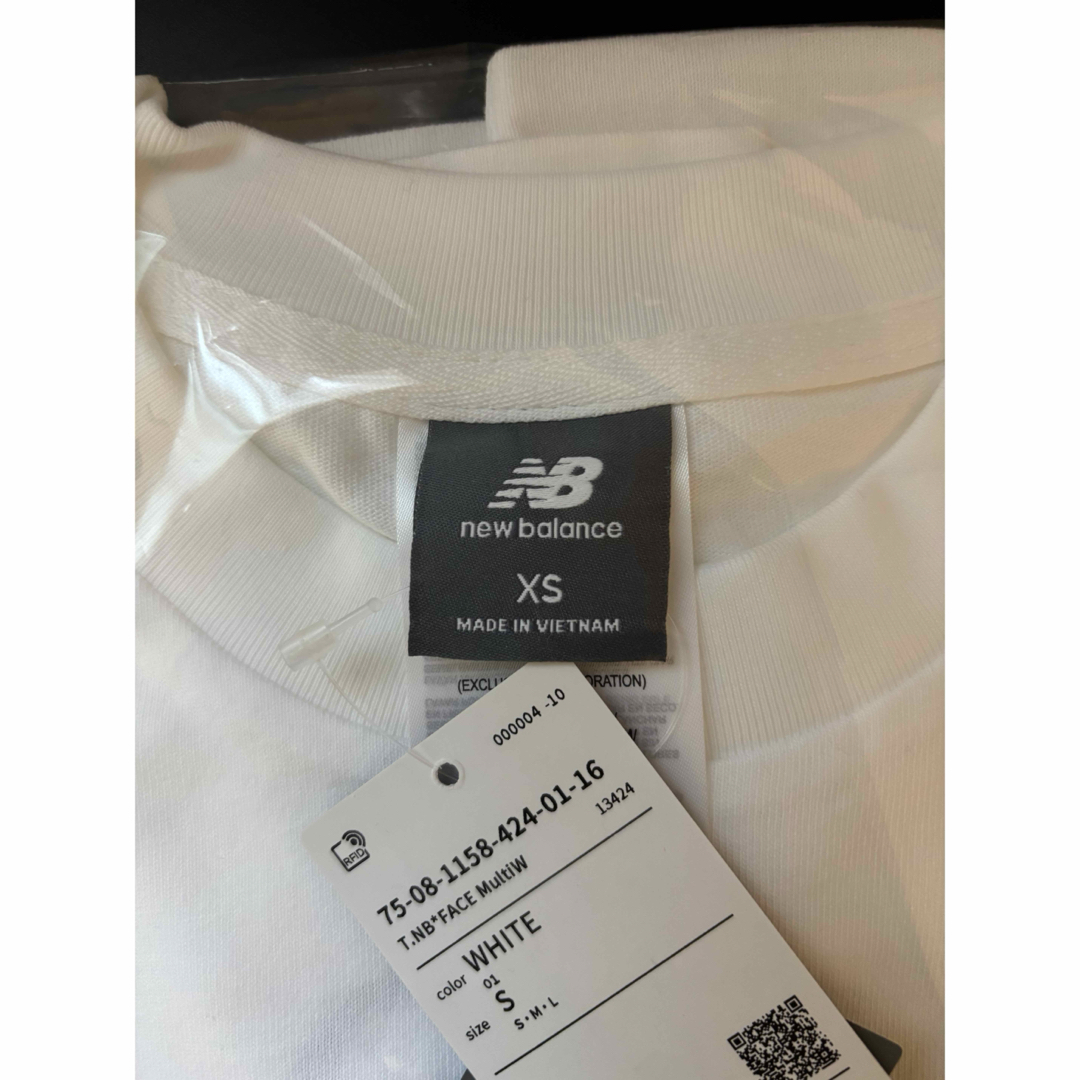 NB
new balance
XS
MADE IN VIETNAM
(EXCLU
ORATION)
000004 -10
RFID
75-08-1158-424-01-16
13424
T.NB*FACE MultiW
color WHITE
01
size S
S・M・L